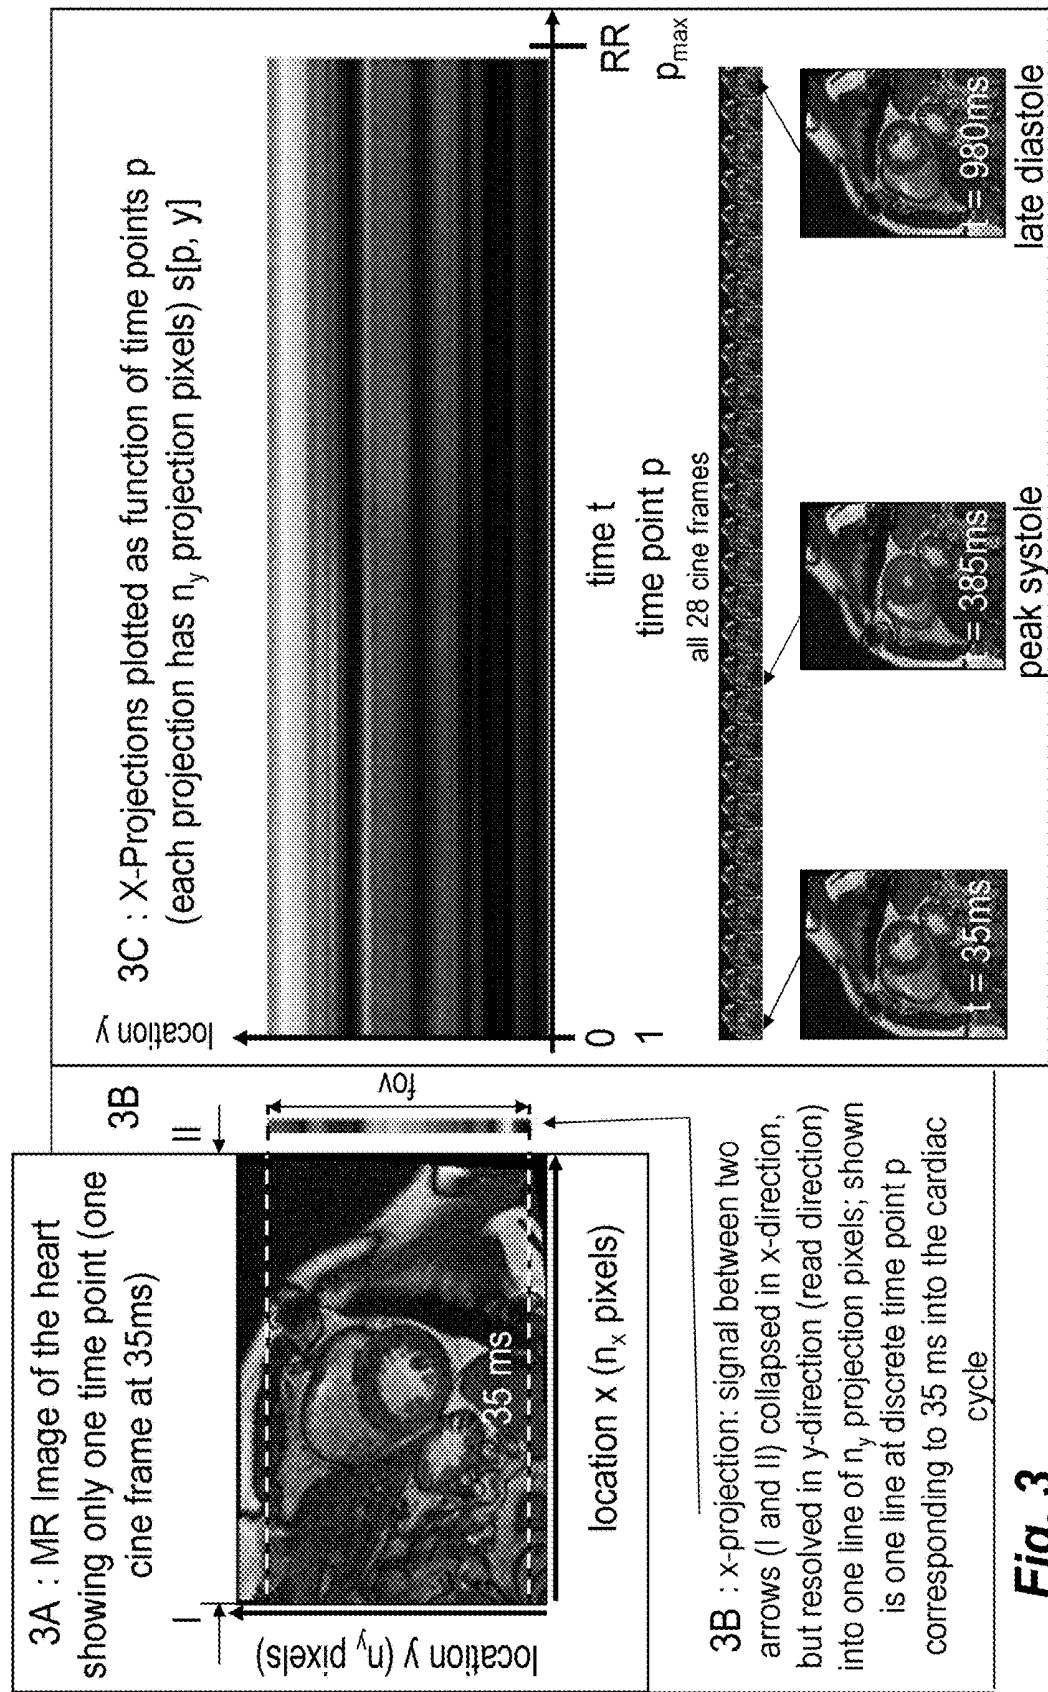 3A : MR Image of the heart
showing only one time point (one
cine frame at 35ms)
I
II
3B
location y (n_y pixels)
35 ms
fov
location x (n_x pixels)
3B : x-projection: signal between two
arrows (I and II) collapsed in x-direction,
but resolved in y-direction (read direction)
into one line of n_y projection pixels; shown
is one line at discrete time point p
corresponding to 35 ms into the cardiac
cycle
3C : X-Projections plotted as function of time points p
(each projection has n_y projection pixels) s[p, y]
location y
0
time t
RR
1
time point p
p_max
all 28 cine frames
t = 35ms
t = 385ms
t = 980ms
peak systole
late diastole
Fig. 3